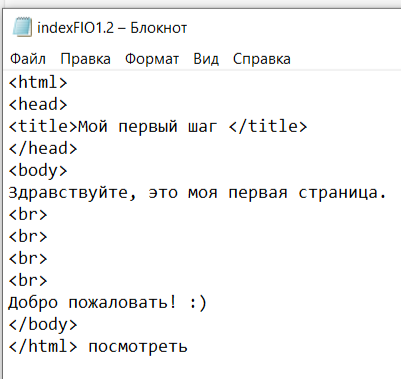 indexFIO1.2 – Блокнот
Файл Правка Формат Вид Справка
<html>
<head>
<title>Мой первый шаг </title>
</head>
<body>
Здравствуйте, это моя первая страница.
<br>
<br>
<br>
<br>
Добро пожаловать! :)
</body>
</html> посмотреть